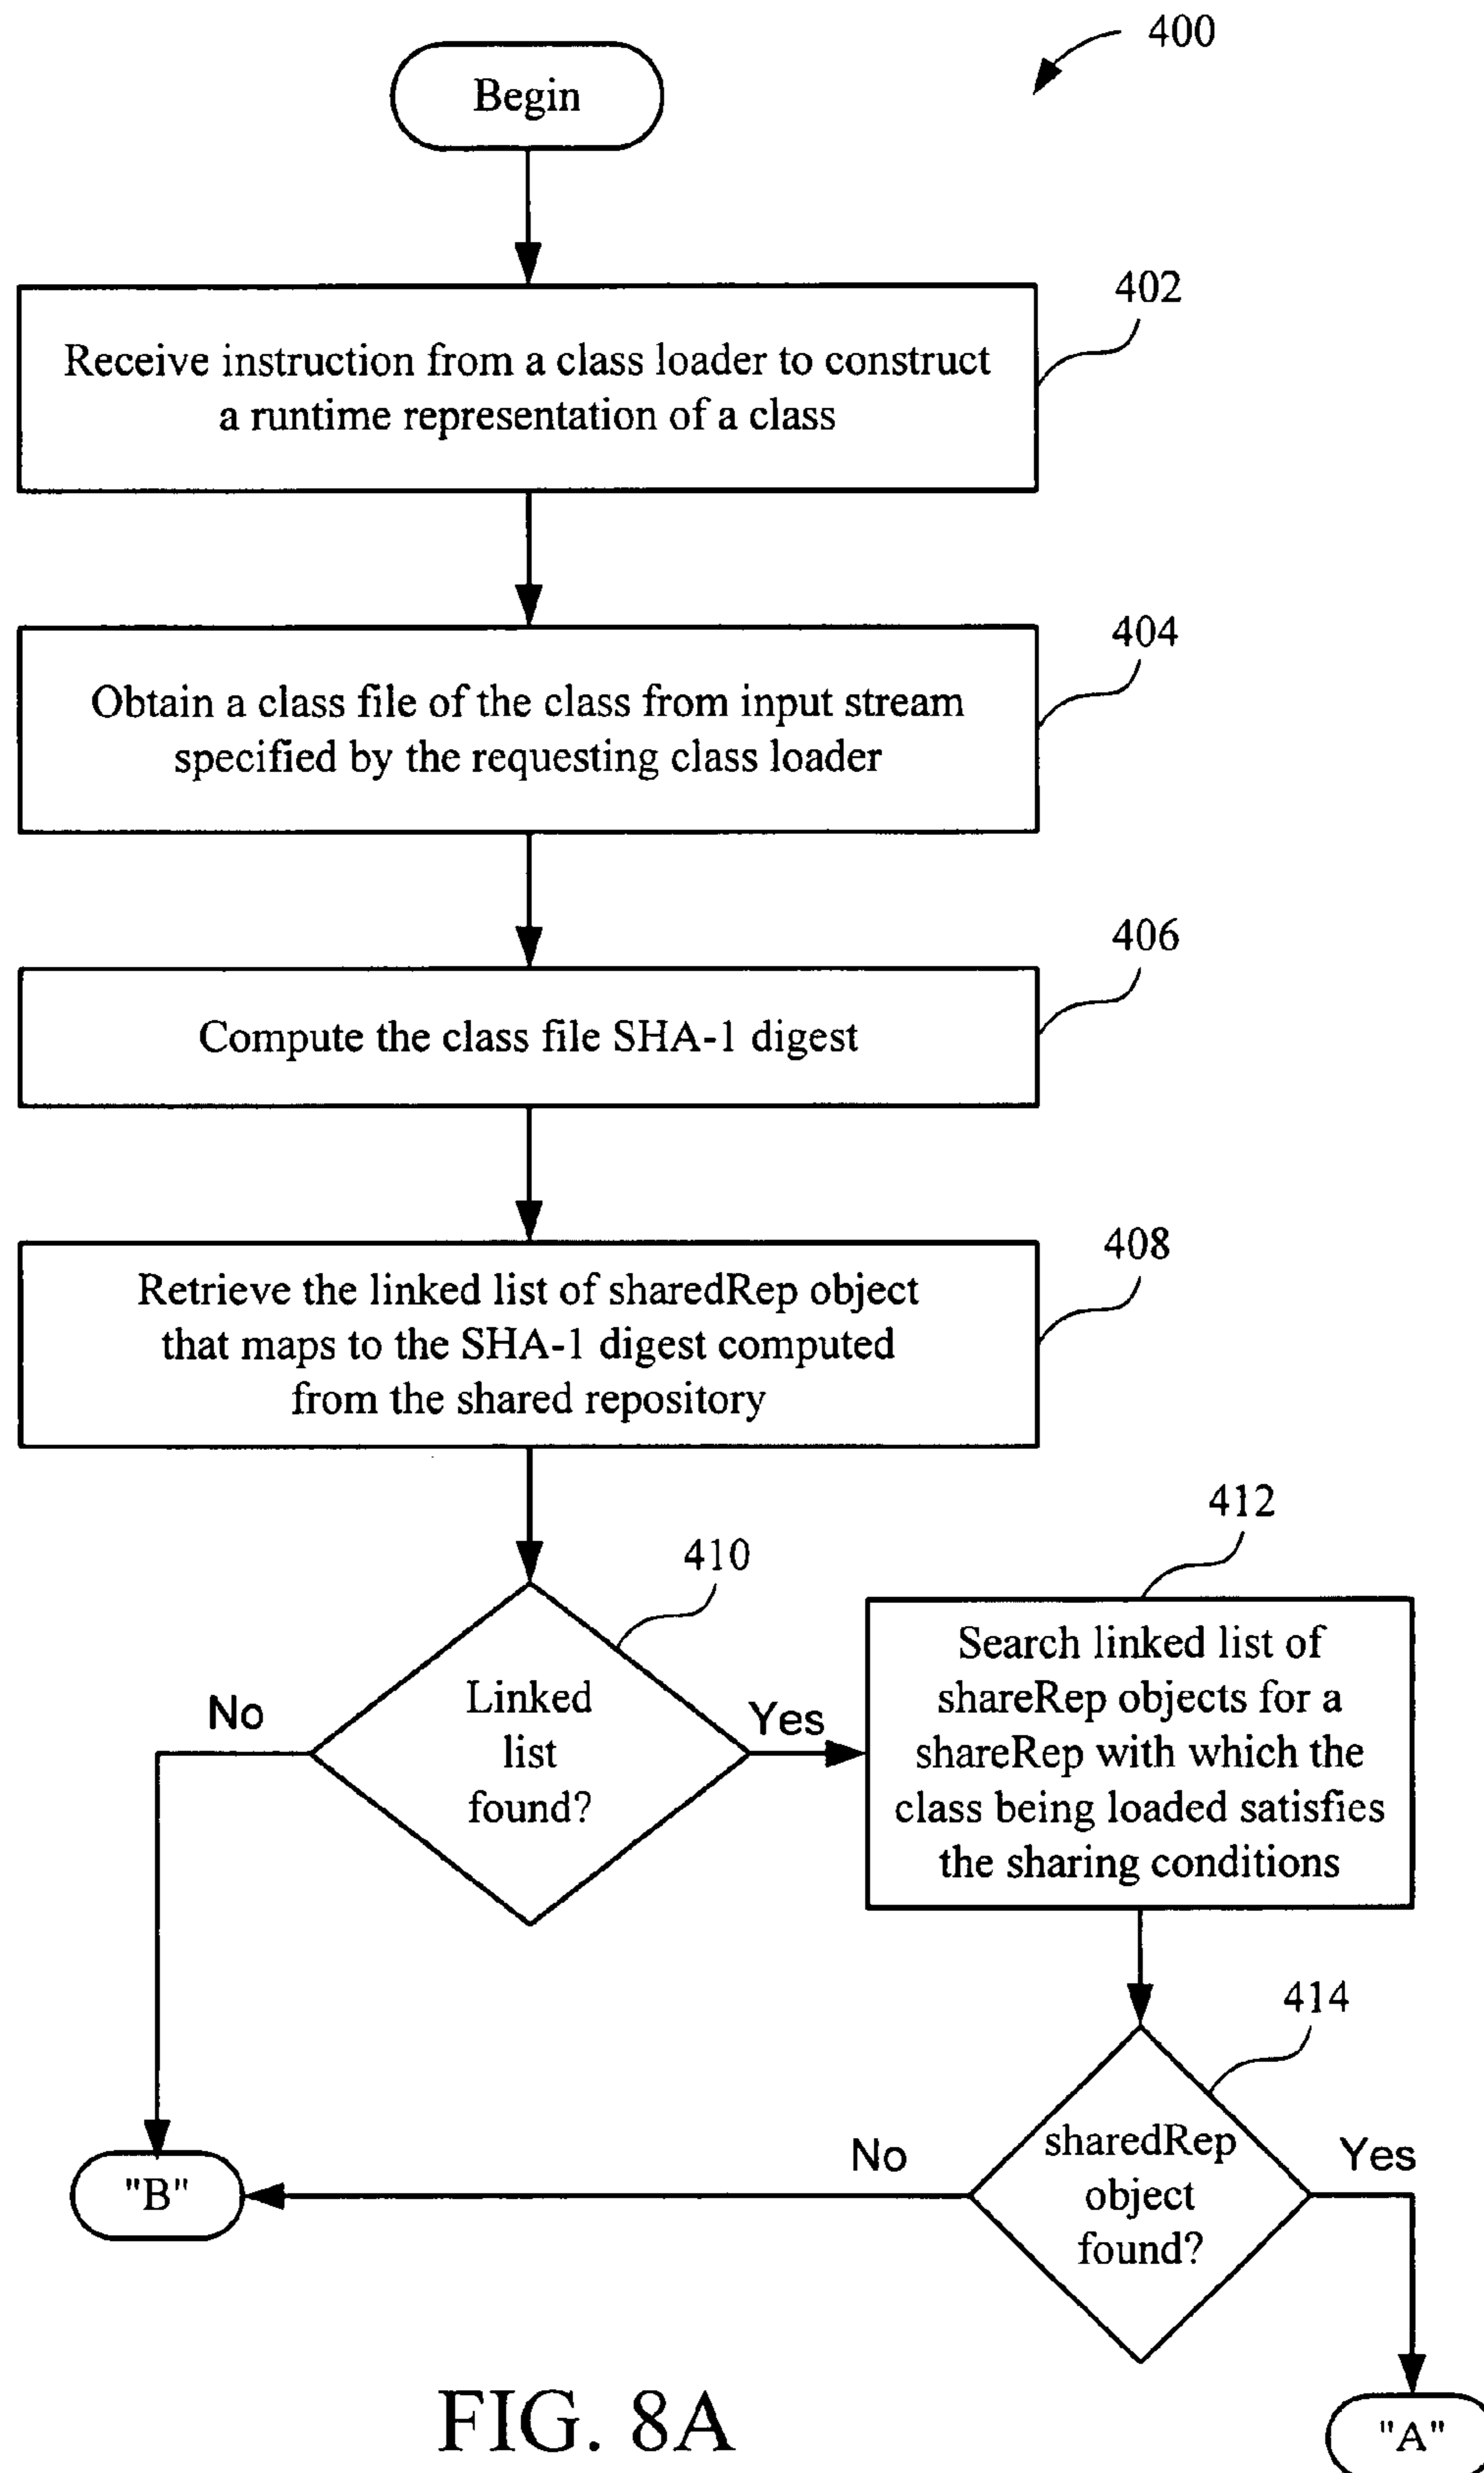 400
Begin
402
Receive instruction from a class loader to construct
a runtime representation of a class
404
Obtain a class file of the class from input stream
specified by the requesting class loader
406
Compute the class file SHA-1 digest
408
Retrieve the linked list of sharedRep object
that maps to the SHA-1 digest computed
from the shared repository
410
Linked
list
found?
No
Yes
412
Search linked list of
shareRep objects for a
shareRep with which the
class being loaded satisfies
the sharing conditions
414
sharedRep
object
found?
No
Yes
"B"
"A"
FIG. 8A